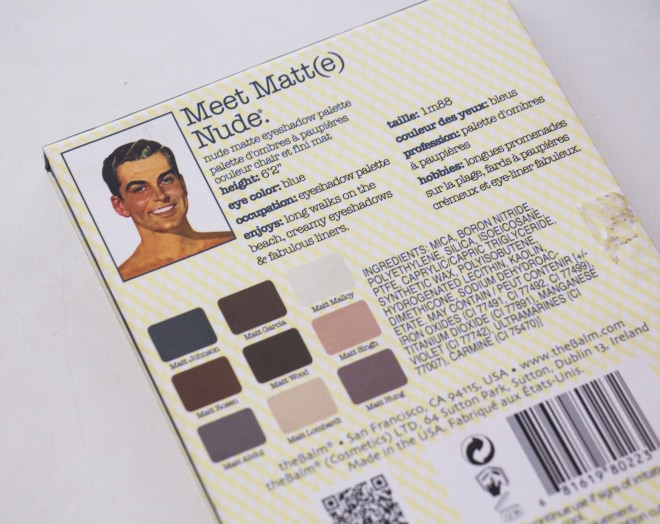 Meet Matt(e)
Nude®.
nude matte eyeshadow palette
palette d'ombres à paupières
couleur chair et fini mat
height: 6'2"
eye color: blue
occupation: eyeshadow palette
enjoys: long walks on the
beach, creamy eyeshadows
& fabulous liners.
taille: 1m88
couleur des yeux: bleus
profession: palette d'ombres
à paupières
hobbies: longues promenades
sur la plage, fards à paupières
crémeux et eye-liner fabuleux.
Matt Malloy
Matt Garcia
Matt Johnson
Matt Singh
Matt Wood
Matt Rosen
Matt Hung
Matt Lombardi
Matt Abdul
INGREDIENTS: MICA, BORON NITRIDE,
POLYETHYLENE, SILICA, ISOEICOSANE,
PTFE, CAPRYLIC/CAPRIC TRIGLYCERIDE,
SYNTHETIC WAX, POLYISOBUTENE,
HYDROGENATED LECITHIN, KAOLIN,
DIMETHICONE, SODIUM DEHYDROAC-
ETATE. MAY CONTAIN/ PEUT CONTENIR (+/-
IRON OXIDES (CI 77491, CI 77492, CI 77499),
TITANIUM DIOXIDE (CI 77891), MANGANESE
VIOLET (CI 77742), ULTRAMARINES (CI
77007), CARMINE (CI 75470)]
theBalm® • San Francisco, CA 94115, USA • www.theBalm.com
theBalm® (Cosmetics) LTD, 64 Sutton Park, Sutton, Dublin 13, Ireland
Made in the USA. Fabriqué aux États-Unis.
6 81619 80223
use if signs of